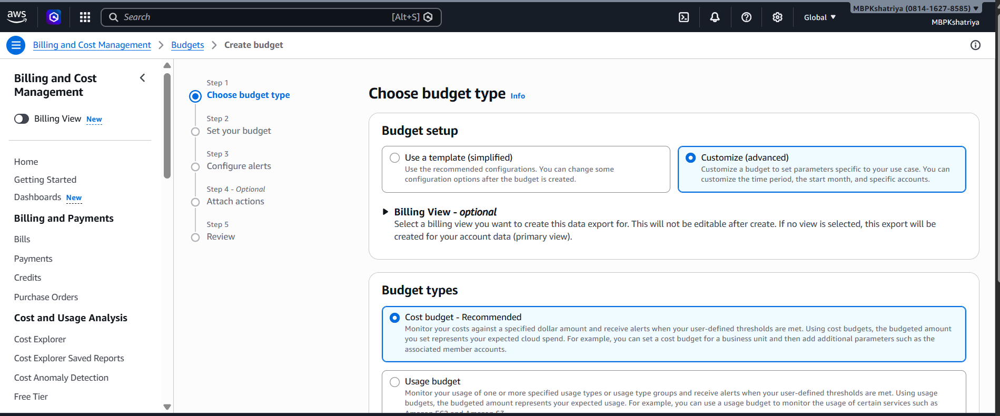 aws
Search
[Alt+S]
Global
MBPKshatriya (0814-1627-8585)
MBPKshatriya
Billing and Cost Management
Budgets
Create budget
Billing and Cost
Management
Billing View New
Home
Getting Started
Dashboards New
Billing and Payments
Bills
Payments
Credits
Purchase Orders
Cost and Usage Analysis
Cost Explorer
Cost Explorer Saved Reports
Cost Anomaly Detection
Free Tier
Step 1
Choose budget type
Step 2
Set your budget
Step 3
Configure alerts
Step 4 - Optional
Attach actions
Step 5
Review
Choose budget type Info
Budget setup
Use a template (simplified)
Use the recommended configurations. You can change some
configuration options after the budget is created.
Customize (advanced)
Customize a budget to set parameters specific to your use case. You can
customize the time period, the start month, and specific accounts.
Billing View - optional
Select a billing view you want to create this data export for. This will not be editable after create. If no view is selected, this export will be
created for your account data (primary view).
Budget types
Cost budget - Recommended
Monitor your costs against a specified dollar amount and receive alerts when your user-defined thresholds are met. Using cost budgets, the budgeted amount
you set represents your expected cloud spend. For example, you can set a cost budget for a business unit and then add additional parameters such as the
associated member accounts.
Usage budget
Monitor your usage of one or more specified usage types or usage type groups and receive alerts when your user-defined thresholds are met. Using usage
budgets, the budgeted amount represents your expected usage. For example, you can use a usage budget to monitor the usage of certain services such as
Amazon EC2 and Amazon S3.